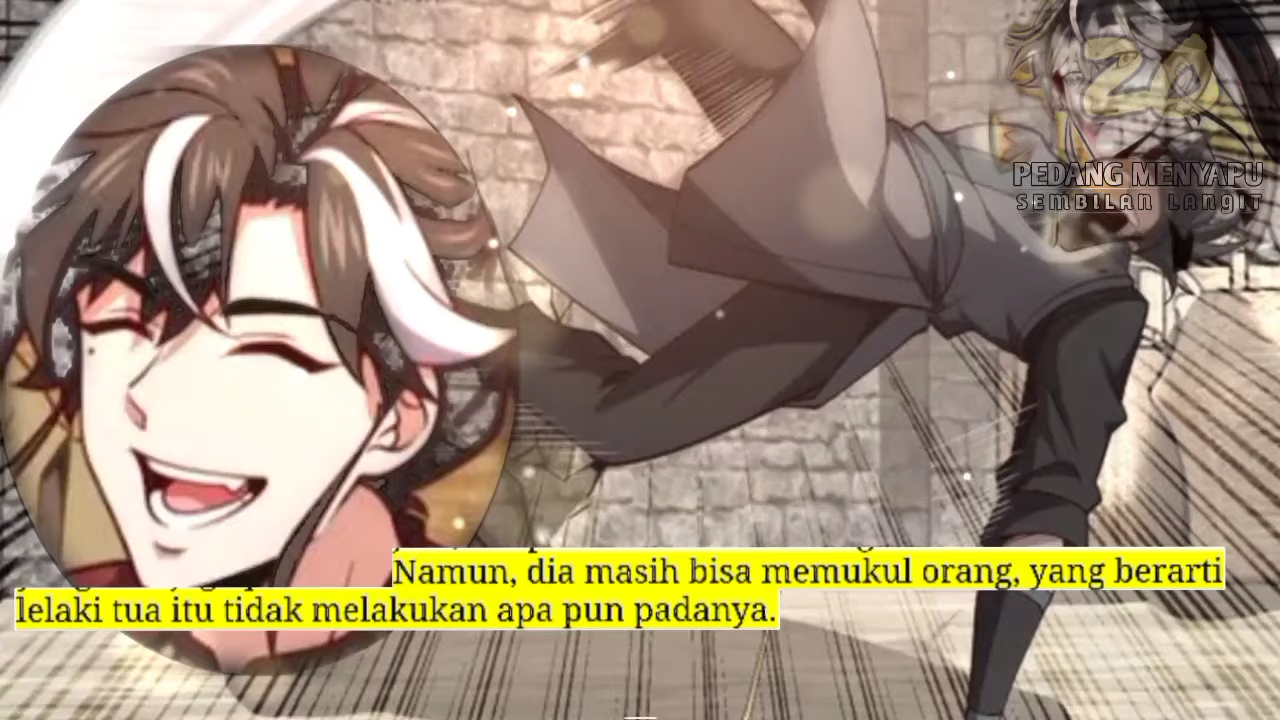 20
PEDANG MENYAPU
SEMBILAN LANGIT
Namun, dia masih bisa memukul orang, yang berarti
lelaki tua itu tidak melakukan apa pun padanya.